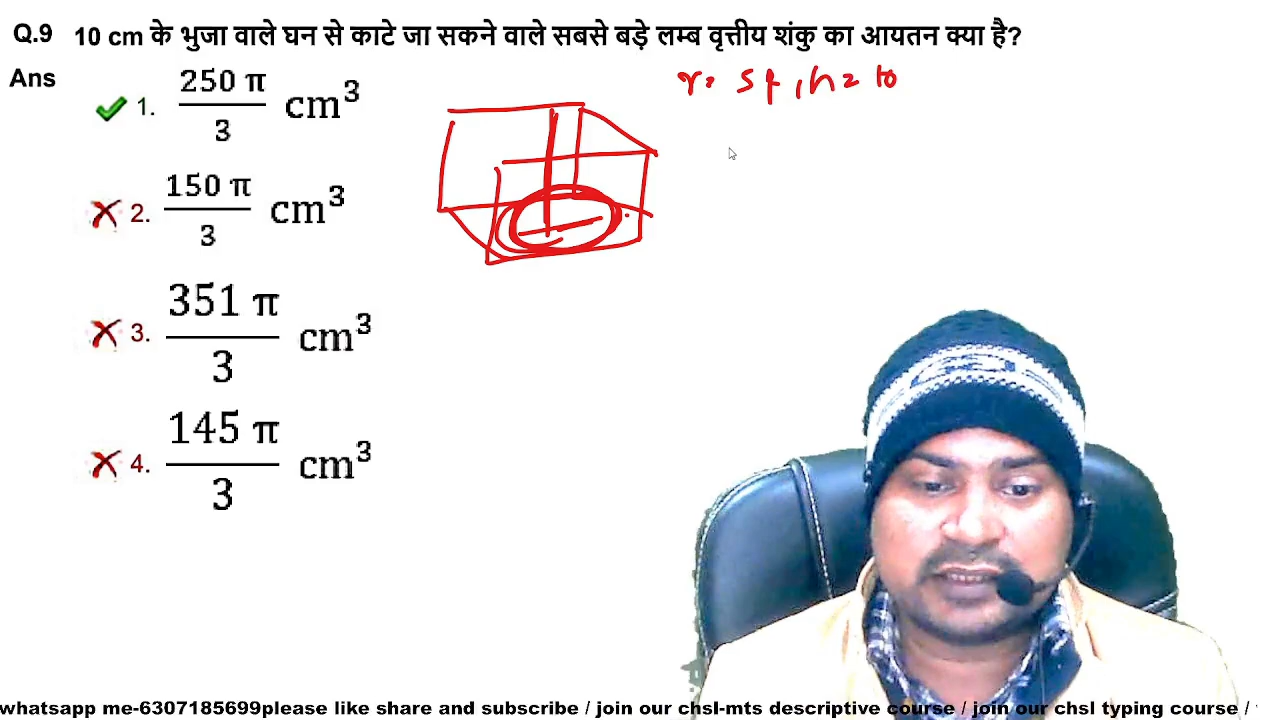 Q.9 10 cm के भुजा वाले घन से काटे जा सकने वाले सबसे बड़े लम्ब वृत्तीय शंकु का आयतन क्या है?
Ans
1. 250 π / 3 cm³
2. 150 π / 3 cm³
3. 351 π / 3 cm³
4. 145 π / 3 cm³
h = 10
whatsapp me-6307185699please like share and subscribe / join our chsl-mts descriptive course / join our chsl typing course /